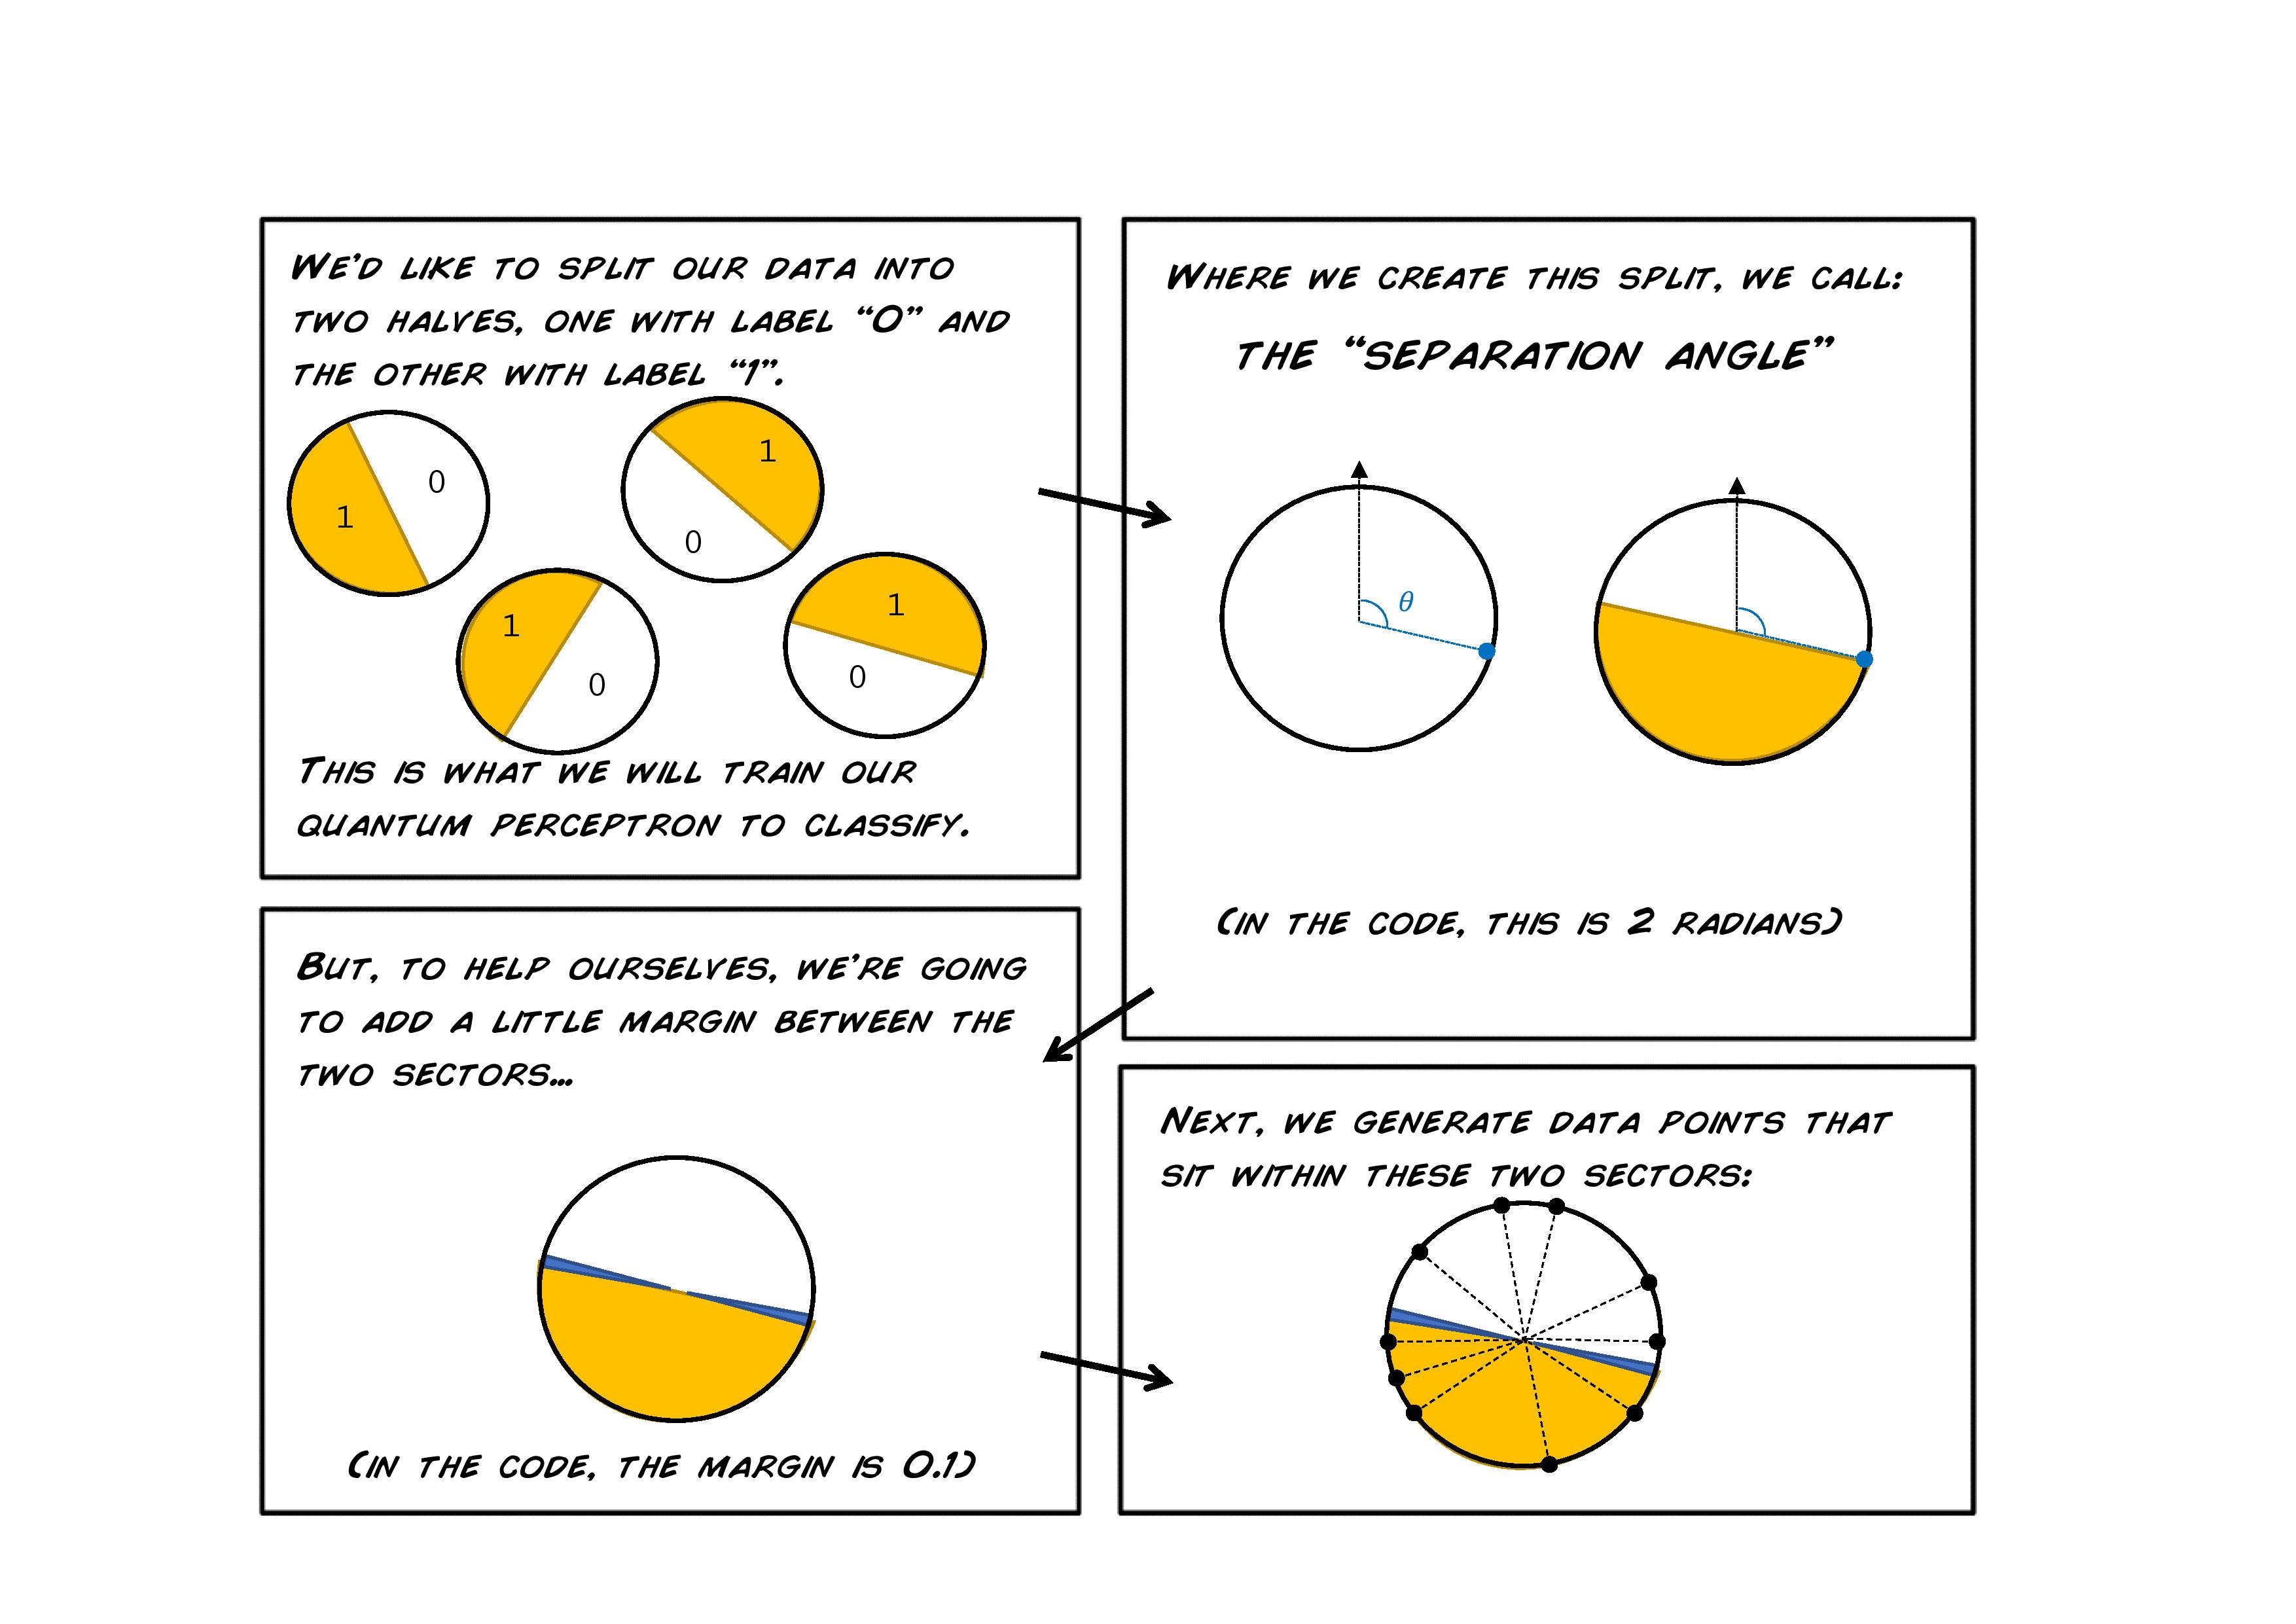 We'd like to split our data into
two halves, one with label “0” and
the other with label “1”.
1
0
1
0
1
0
1
0
This is what we will train our
quantum perceptron to classify.
Where we create this split, we call:
the “separation angle”
θ
(in the code, this is 2 radians)
But, to help ourselves, we're going
to add a little margin between the
two sectors...
(in the code, the margin is 0.1)
Next, we generate data points that
sit within these two sectors: